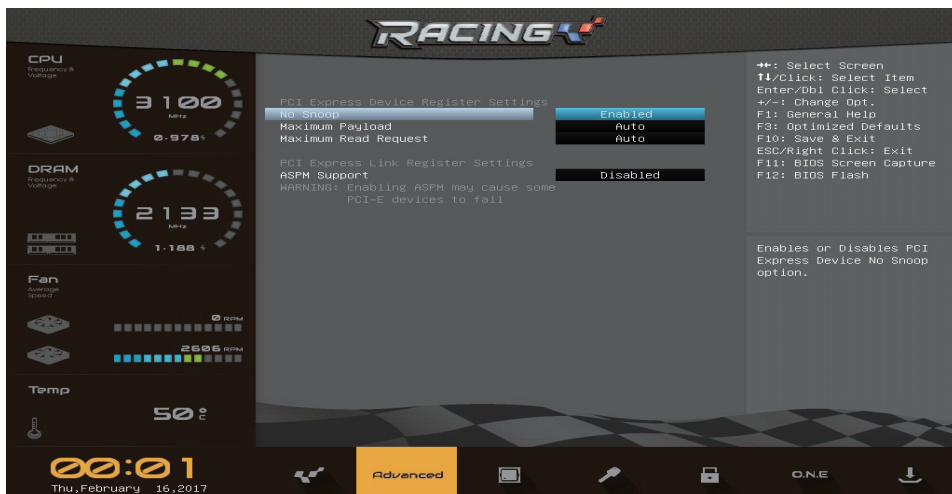 RACING
CPU
Frequency &
Voltage
3100
MHz
0.978
DRAM
Frequency &
Voltage
2133
MHz
1.188
Fan
Average
Speed
0 RPM
2606 RPM
Temp
50 °C
PCI Express Device Register Settings
No Snoop Enabled
Maximum Payload Auto
Maximum Read Request Auto
PCI Express Link Register Settings
ASPM Support Disabled
WARNING: Enabling ASPM may cause some
PCI-E devices to fail
→←: Select Screen
↑↓/Click: Select Item
Enter/Dbl Click: Select
+/-: Change Opt.
F1: General Help
F3: Optimized Defaults
F10: Save & Exit
ESC/Right Click: Exit
F11: BIOS Screen Capture
F12: BIOS Flash
Enables or Disables PCI
Express Device No Snoop
option.
00:01
Thu,February 16,2017
Advanced
O.N.E